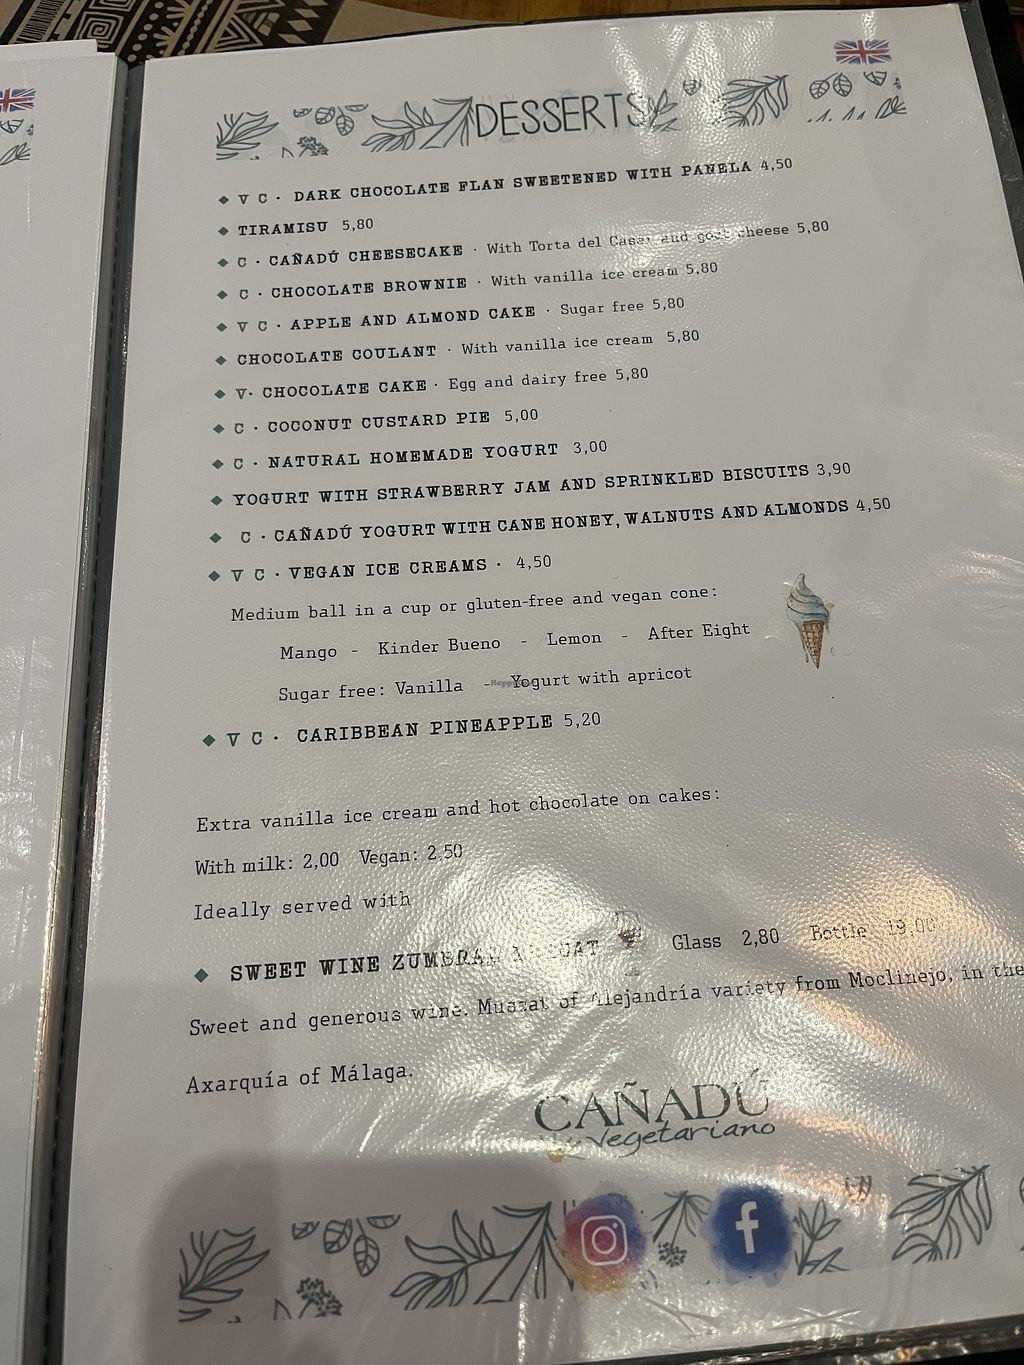 DESSERTS
V C · DARK CHOCOLATE FLAN SWEETENED WITH PANELA 4,50
TIRAMISU 5,80
C · CAÑADÚ CHEESECAKE · With Torta del Casar and goat cheese 5,80
C · CHOCOLATE BROWNIE · With vanilla ice cream 5,80
V C · APPLE AND ALMOND CAKE · Sugar free 5,80
CHOCOLATE COULANT · With vanilla ice cream 5,80
V· CHOCOLATE CAKE · Egg and dairy free 5,80
C · COCONUT CUSTARD PIE 5,00
C · NATURAL HOMEMADE YOGURT 3,00
YOGURT WITH STRAWBERRY JAM AND SPRINKLED BISCUITS 3,90
C · CAÑADÚ YOGURT WITH CANE HONEY, WALNUTS AND ALMONDS 4,50
V C · VEGAN ICE CREAMS · 4,50
Medium ball in a cup or gluten-free and vegan cone:
Mango - Kinder Bueno - Lemon - After Eight
Sugar free: Vanilla - Yogurt with apricot
V C · CARIBBEAN PINEAPPLE 5,20
Extra vanilla ice cream and hot chocolate on cakes:
With milk: 2,00 Vegan: 2,50
Ideally served with
SWEET WINE ZUMBRAL Glass 2,80 Bottle 19,00
Sweet and generous wine. Muscat of Alejandría variety from Moclinejo, in the
Axarquía of Málaga.
CAÑADÚ
Vegetariano